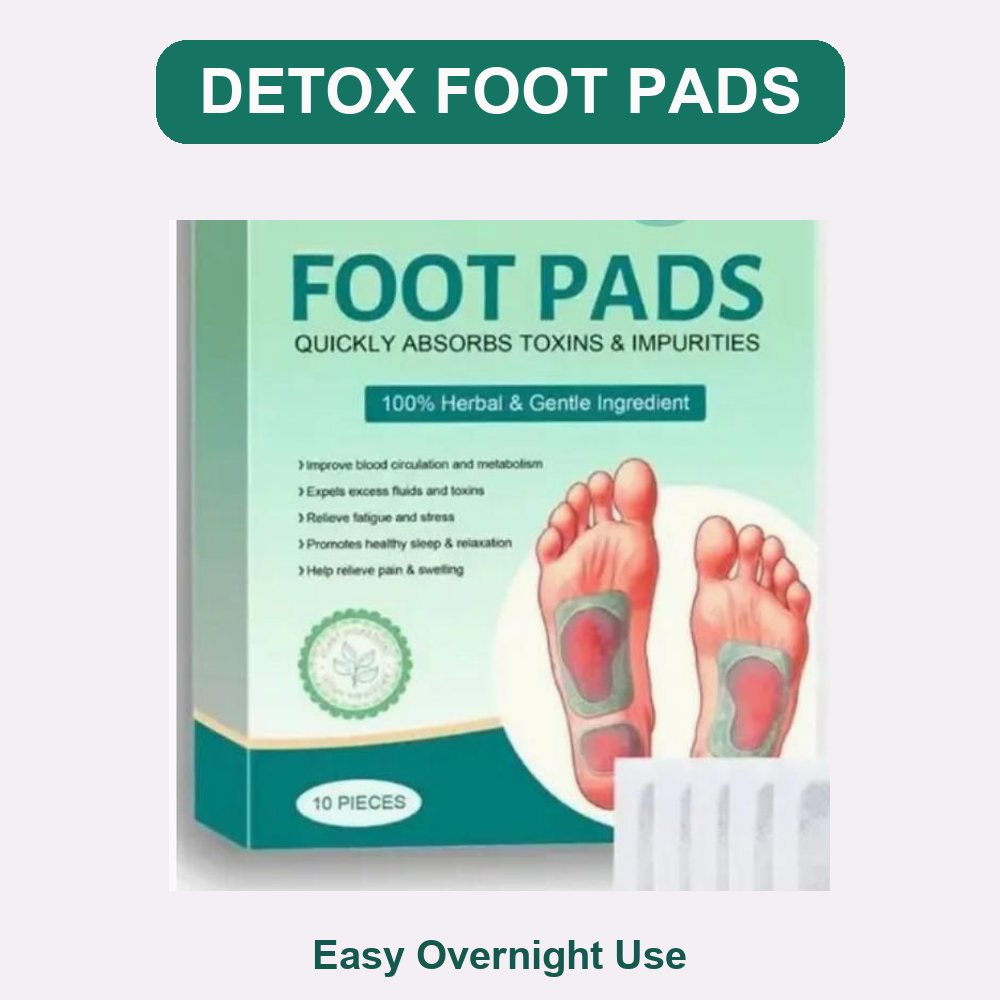 DETOX FOOT PADS
FOOT PADS
QUICKLY ABSORBS TOXINS & IMPURITIES
100% Herbal & Gentle Ingredient
› Improve blood circulation and metabolism
› Expels excess fluids and toxins
› Relieve fatigue and stress
› Promotes healthy sleep & relaxation
› Help relieve pain & swelling
10 PIECES
Easy Overnight Use